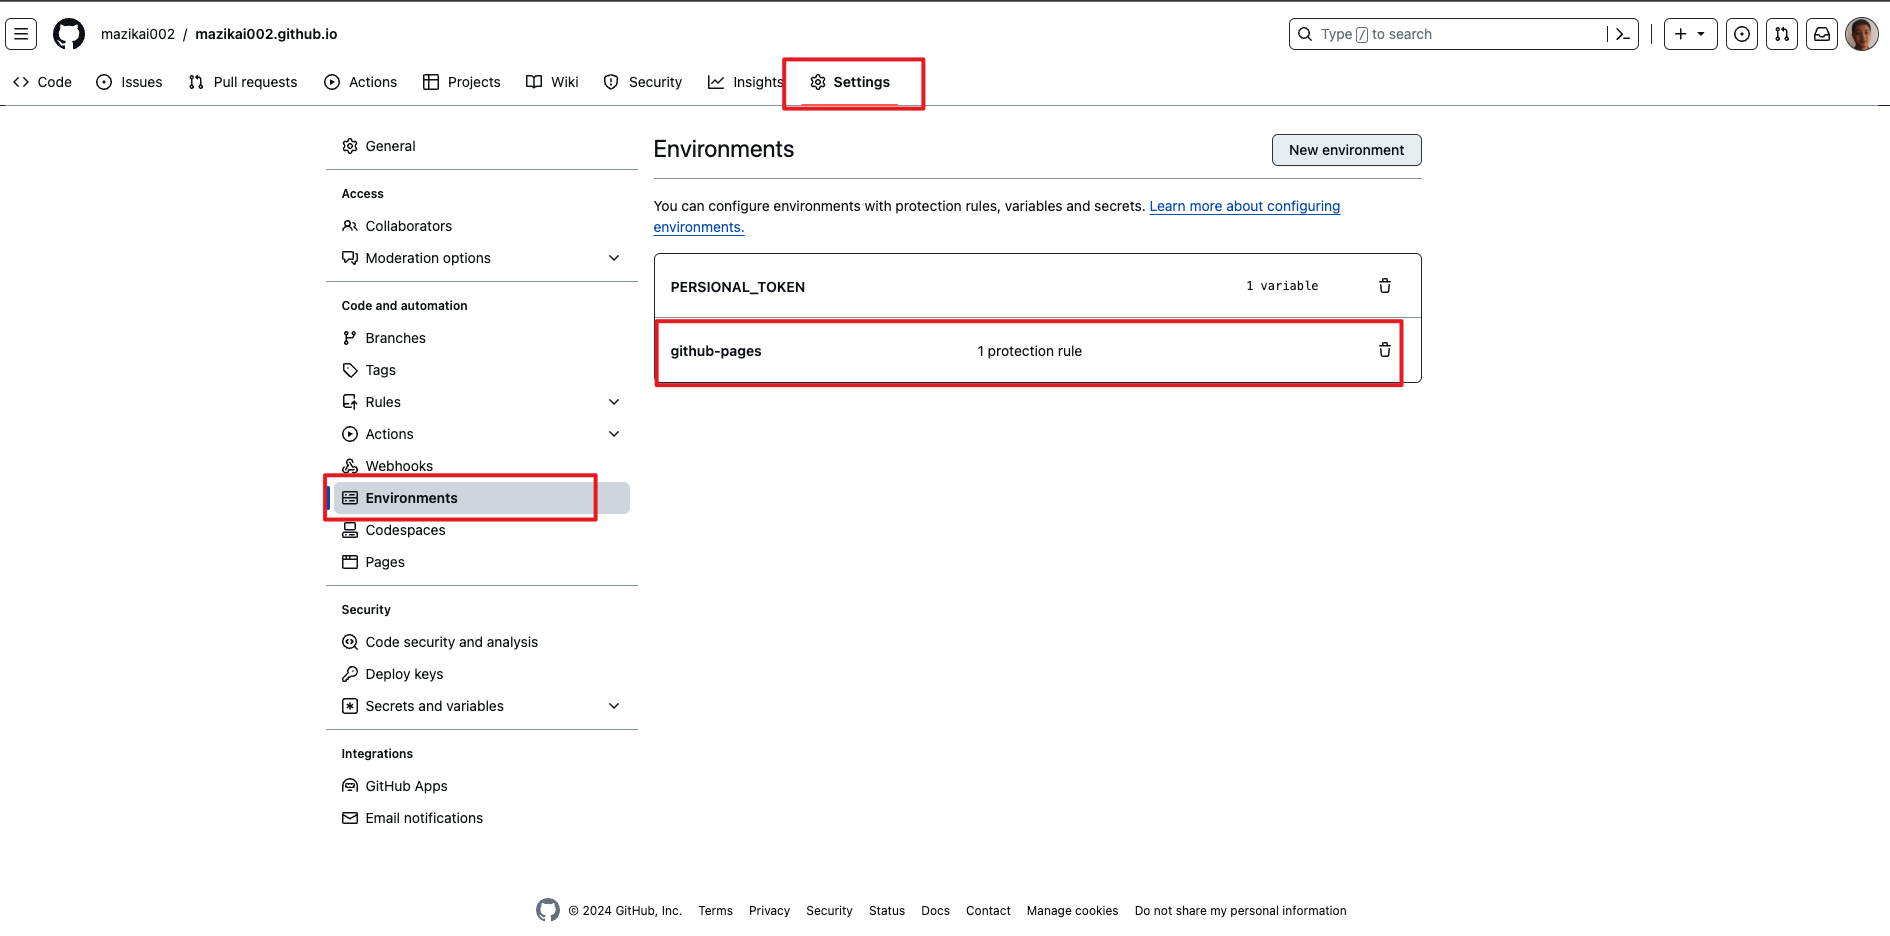 mazikai002 / mazikai002.github.io
Type / to search
Code Issues Pull requests Actions Projects Wiki Security Insights Settings
General
Access
Collaborators
Moderation options
Code and automation
Branches
Tags
Rules
Actions
Webhooks
Environments
Codespaces
Pages
Security
Code security and analysis
Deploy keys
Secrets and variables
Integrations
GitHub Apps
Email notifications
Environments
New environment
You can configure environments with protection rules, variables and secrets. Learn more about configuring
environments.
PERSIONAL_TOKEN 1 variable
github-pages 1 protection rule
© 2024 GitHub, Inc. Terms Privacy Security Status Docs Contact Manage cookies Do not share my personal information